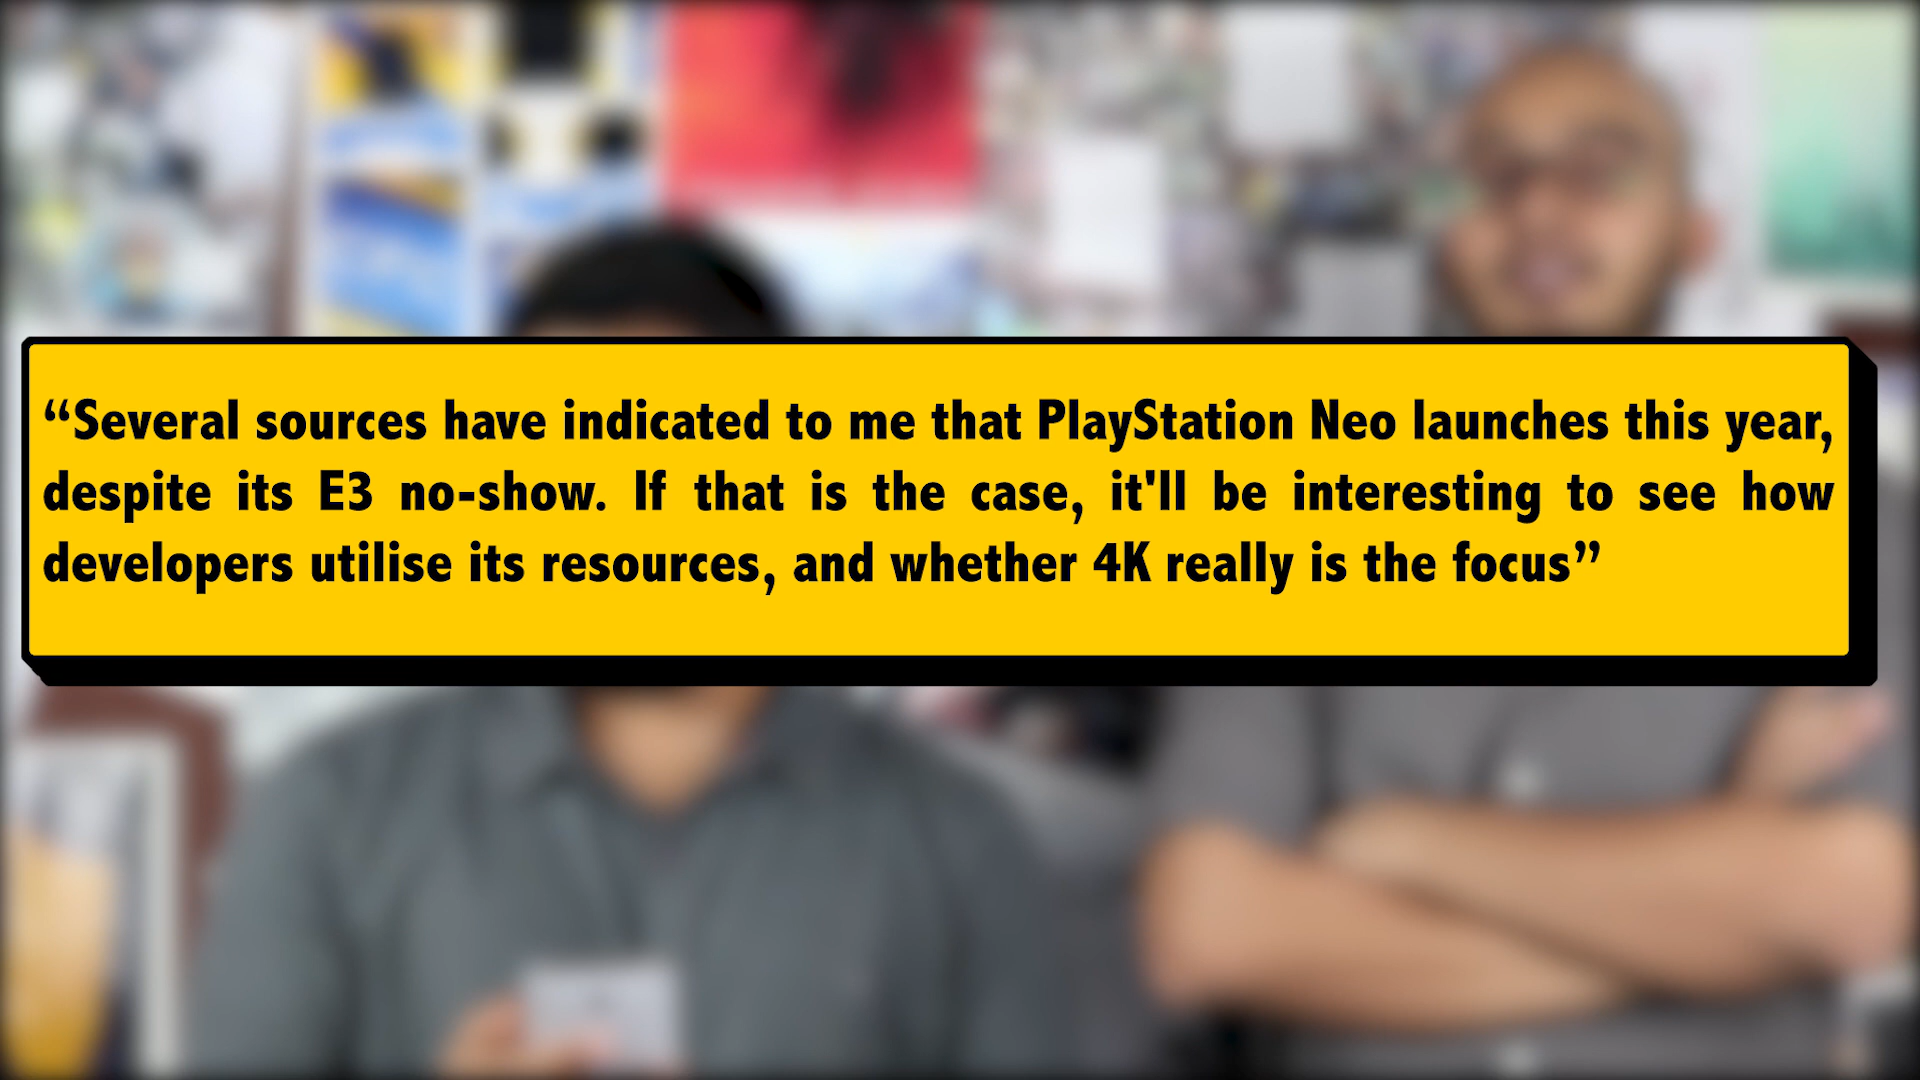 “Several sources have indicated to me that PlayStation Neo launches this year,
despite its E3 no-show. If that is the case, it'll be interesting to see how
developers utilise its resources, and whether 4K really is the focus”